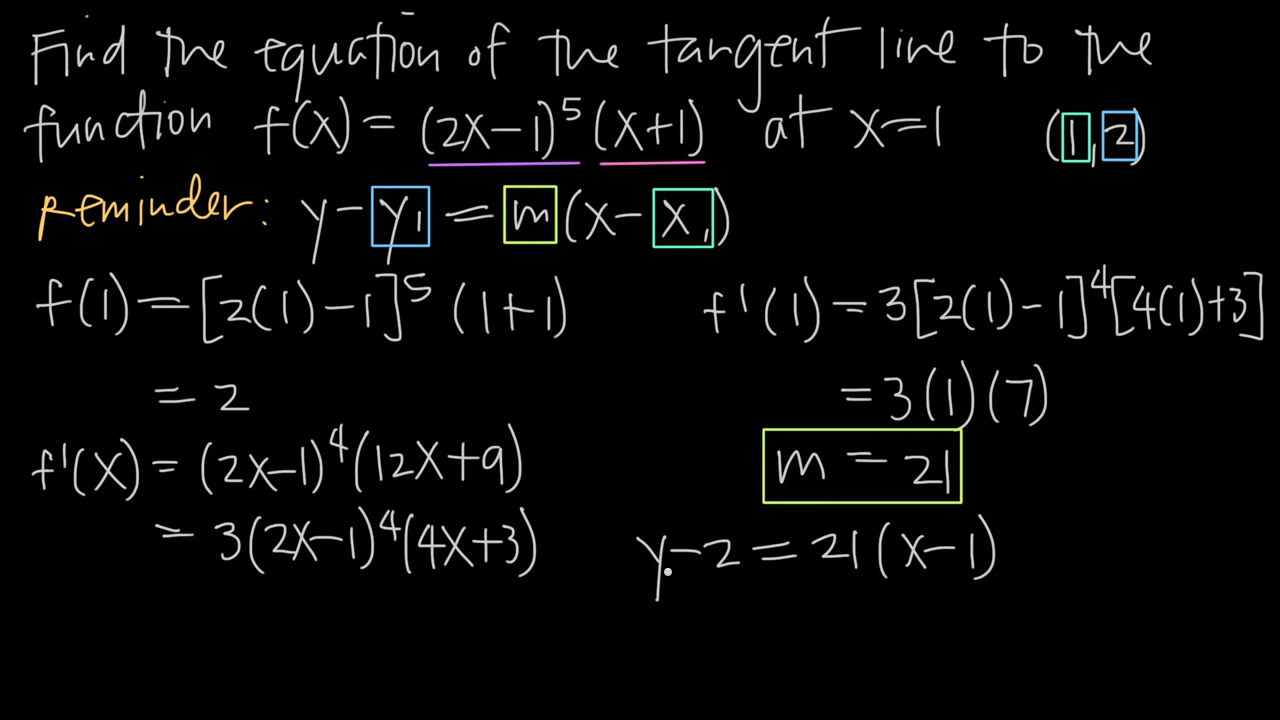 Find the equation of the tangent line to the
function f(x) = (2x-1)⁵(x+1) at x=1 (1,2)
Reminder: y-y₁ = m(x-x₁)
f(1) = [2(1)-1]⁵ (1+1)
= 2
f'(x) = (2x-1)⁴(12x+9)
= 3(2x-1)⁴(4x+3)
f'(1) = 3[2(1)-1]⁴[4(1)+3]
= 3(1)(7)
m = 21
y-2 = 21(x-1)